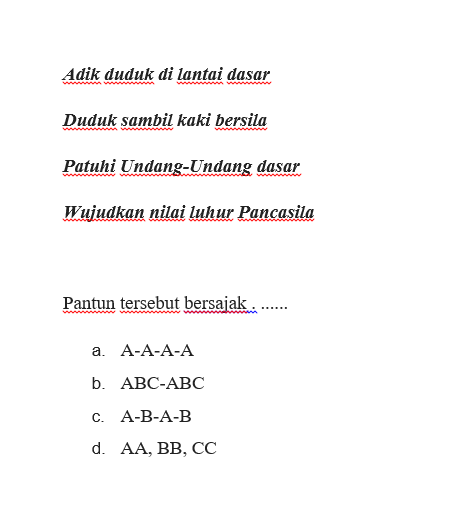 Adik duduk di lantai dasar
Duduk sambil kaki bersila
Patuhi Undang-Undang dasar
Wujudkan nilai luhur Pancasila
Pantun tersebut bersajak . ......
a. A-A-A-A
b. ABC-ABC
c. A-B-A-B
d. AA, BB, CC